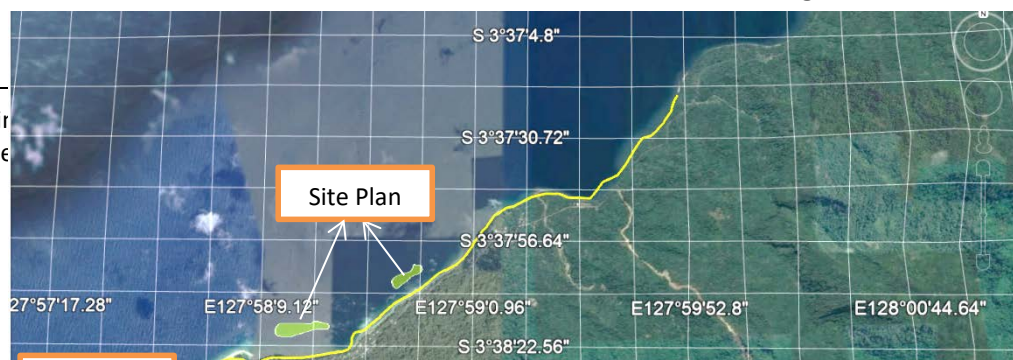 N
S 3°37'4.8"
S 3°37'30.72"
Site Plan
S 3°37'56.64"
27°57'17.28" E127°58'9.12" E127°59'0.96" E127°59'52.8" E128°00'44.64"
S 3°38'22.56"